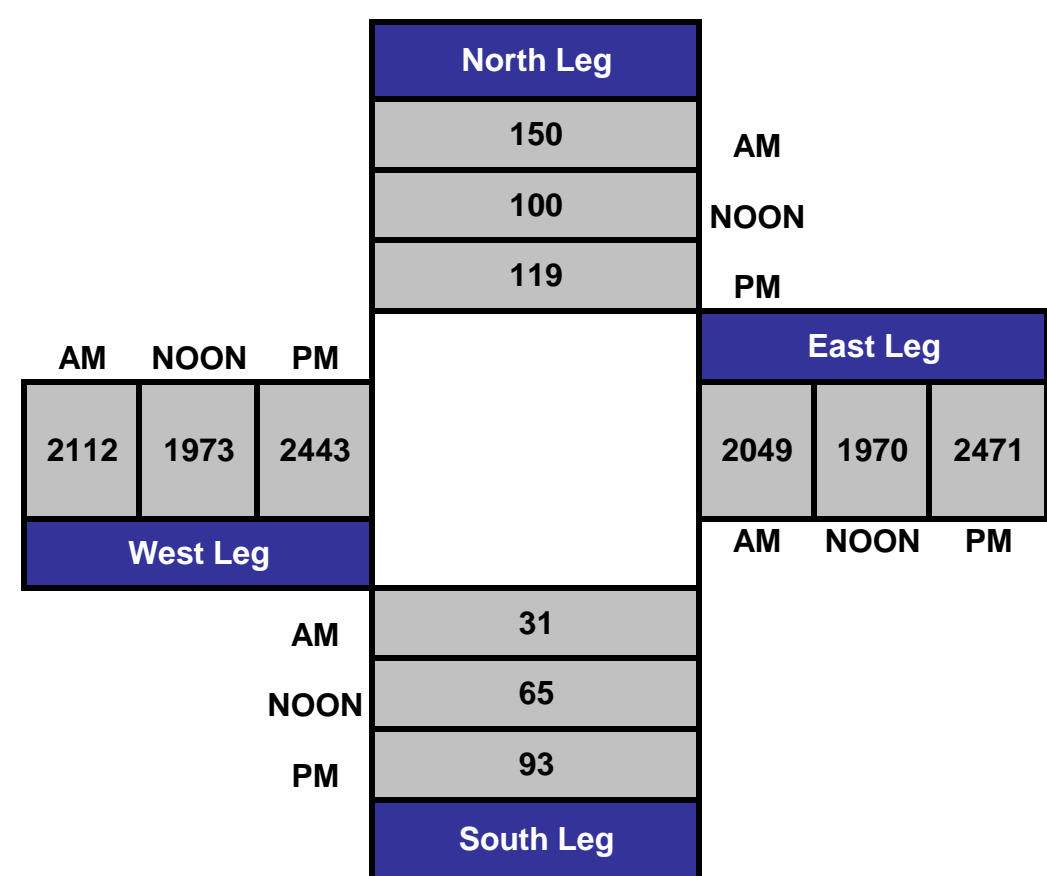 North Leg
150
AM
100
NOON
119
PM
East Leg
AM NOON PM
2112 1973 2443
2049 1970 2471
West Leg
AM NOON PM
AM
31
NOON
65
PM
93
South Leg